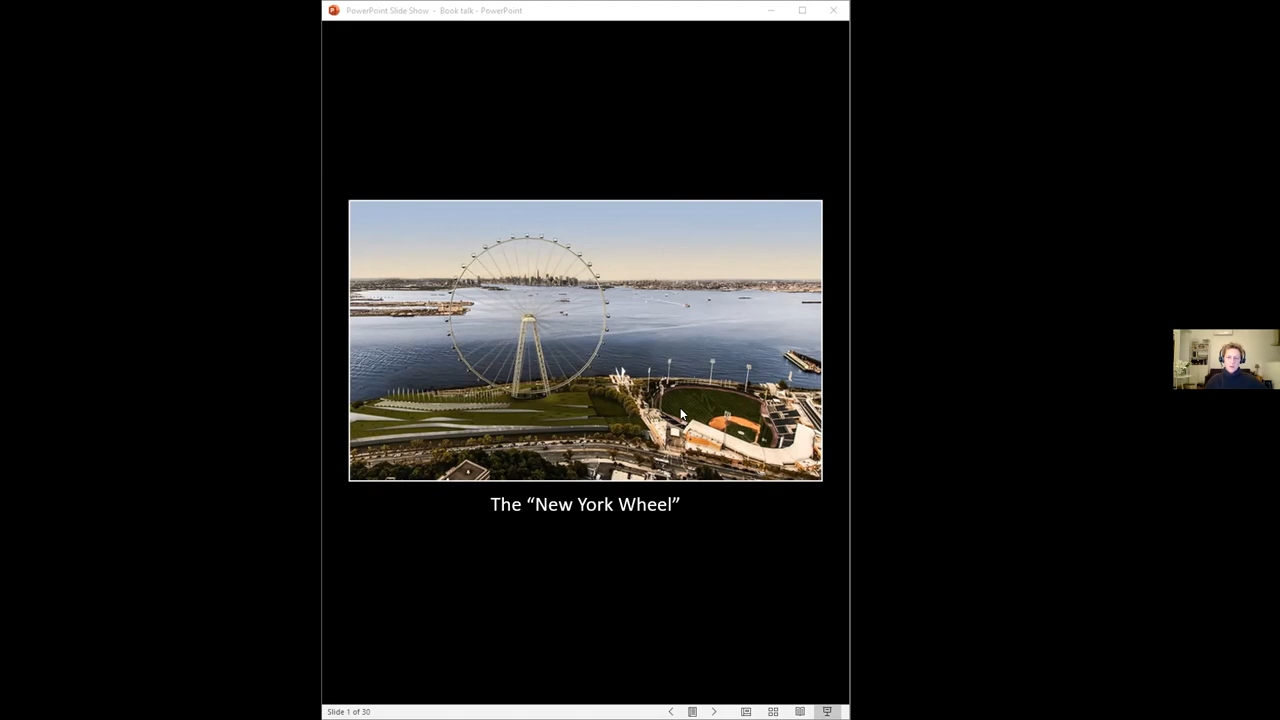 PowerPoint Slide Show - Book talk - PowerPoint
The “New York Wheel”
Slide 1 of 30